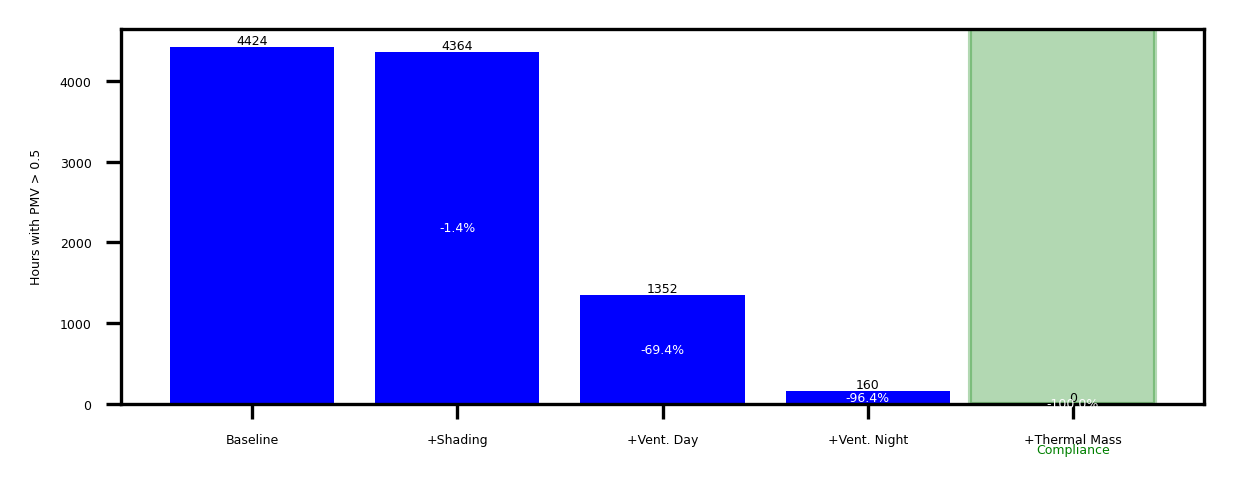 Hours with PMV > 0.5
4000
3000
2000
1000
0
4424
4364
-1.4%
1352
-69.4%
160
-96.4%
0
-100.0%
Baseline
+Shading
+Vent. Day
+Vent. Night
+Thermal Mass
Compliance